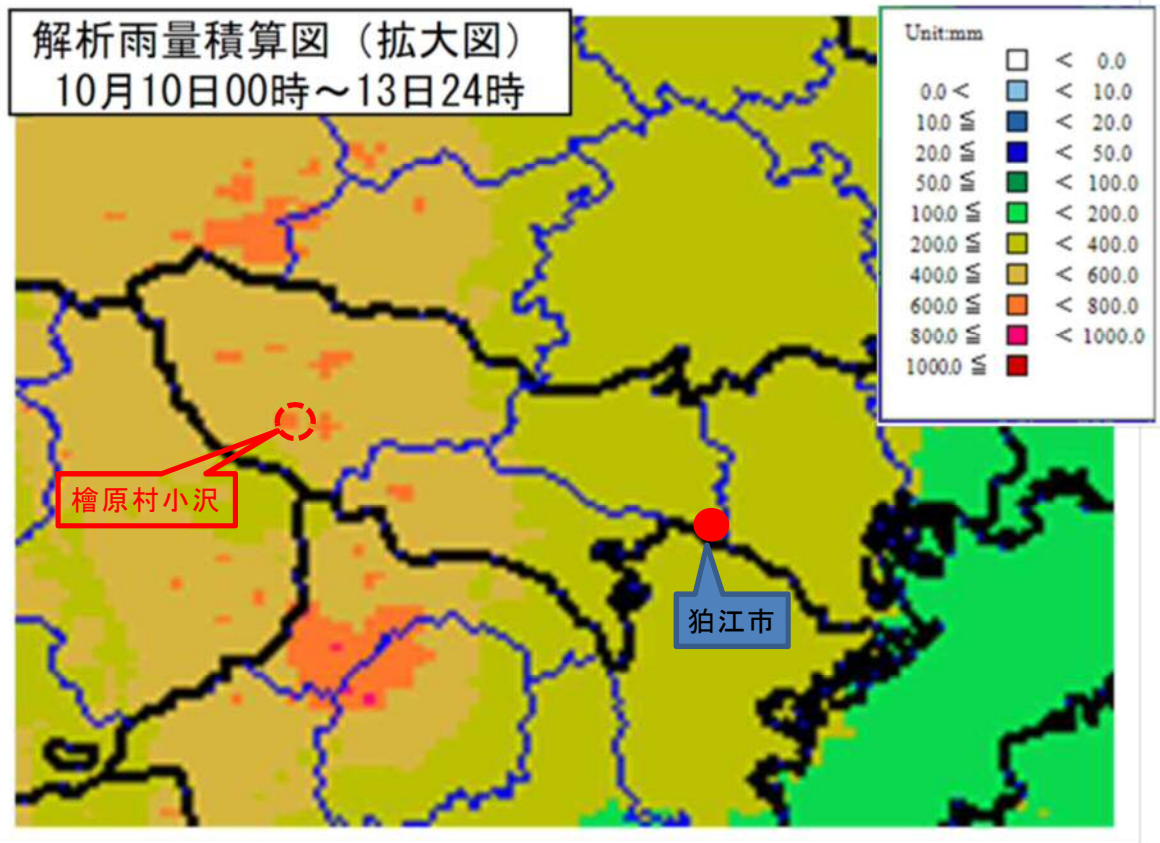 解析雨量積算図（拡大図）
10月10日00時～13日24時
Unit:mm
< 0.0
0.0 < < 10.0
10.0 ≦ < 20.0
20.0 ≦ < 50.0
50.0 ≦ < 100.0
100.0 ≦ < 200.0
200.0 ≦ < 400.0
400.0 ≦ < 600.0
600.0 ≦ < 800.0
800.0 ≦ < 1000.0
1000.0 ≦
檜原村小沢
狛江市